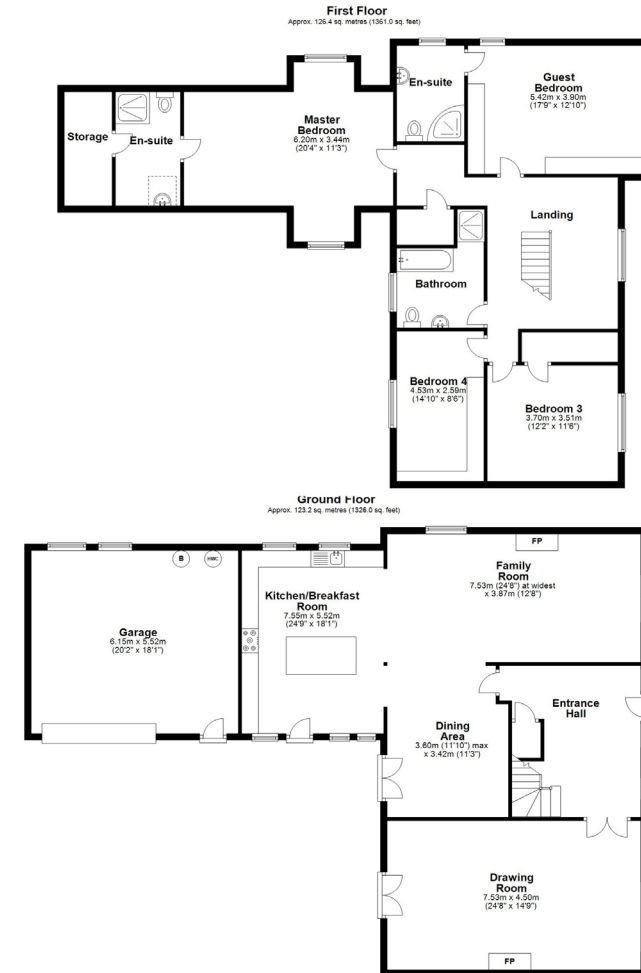 First Floor
Approx. 126.4 sq. metres (1361.0 sq. feet)
En-suite
Guest
Bedroom
5.42m x 3.90m
(17'9" x 12'10")
Master
Bedroom
6.20m x 3.44m
(20'4" x 11'3")
Storage
En-suite
Landing
Bathroom
Bedroom 4
4.53m x 2.59m
(14'10" x 8'6")
Bedroom 3
3.70m x 3.51m
(12'2" x 11'6")
Ground Floor
Approx. 123.2 sq. metres (1326.0 sq. feet)
FP
B
HWC
Family
Room
7.53m (24'8") at widest
x 3.87m (12'8")
Kitchen/Breakfast
Room
7.55m x 5.52m
(24'9" x 18'1")
Garage
6.15m x 5.52m
(20'2" x 18'1")
Entrance
Hall
Dining
Area
3.60m (11'10") max
x 3.42m (11'3")
Drawing
Room
7.53m x 4.50m
(24'8" x 14'9")
FP